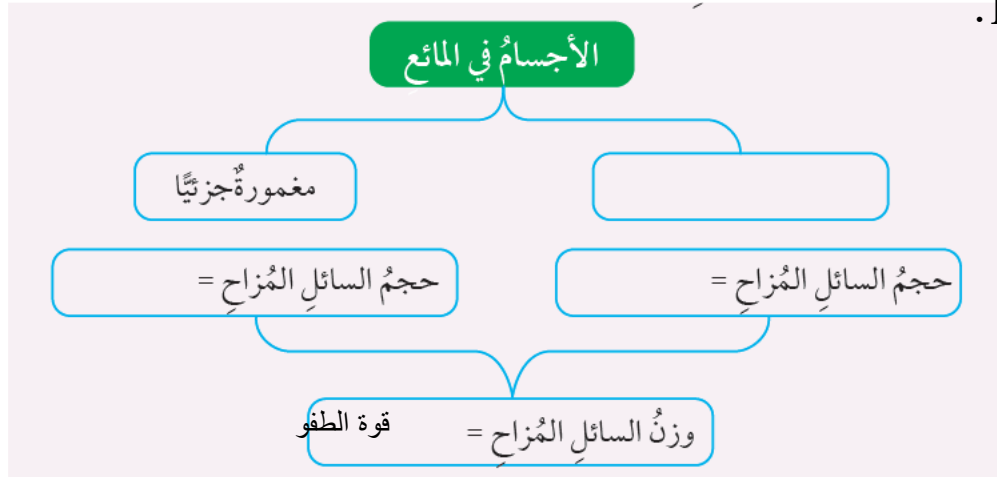 .1
الأجسامُ في المائعِ
مغمورةٌ جزئيًّا
حجمُ السائلِ المُزاحِ =
حجمُ السائلِ المُزاحِ =
وزنُ السائلِ المُزاحِ = قوة الطفو